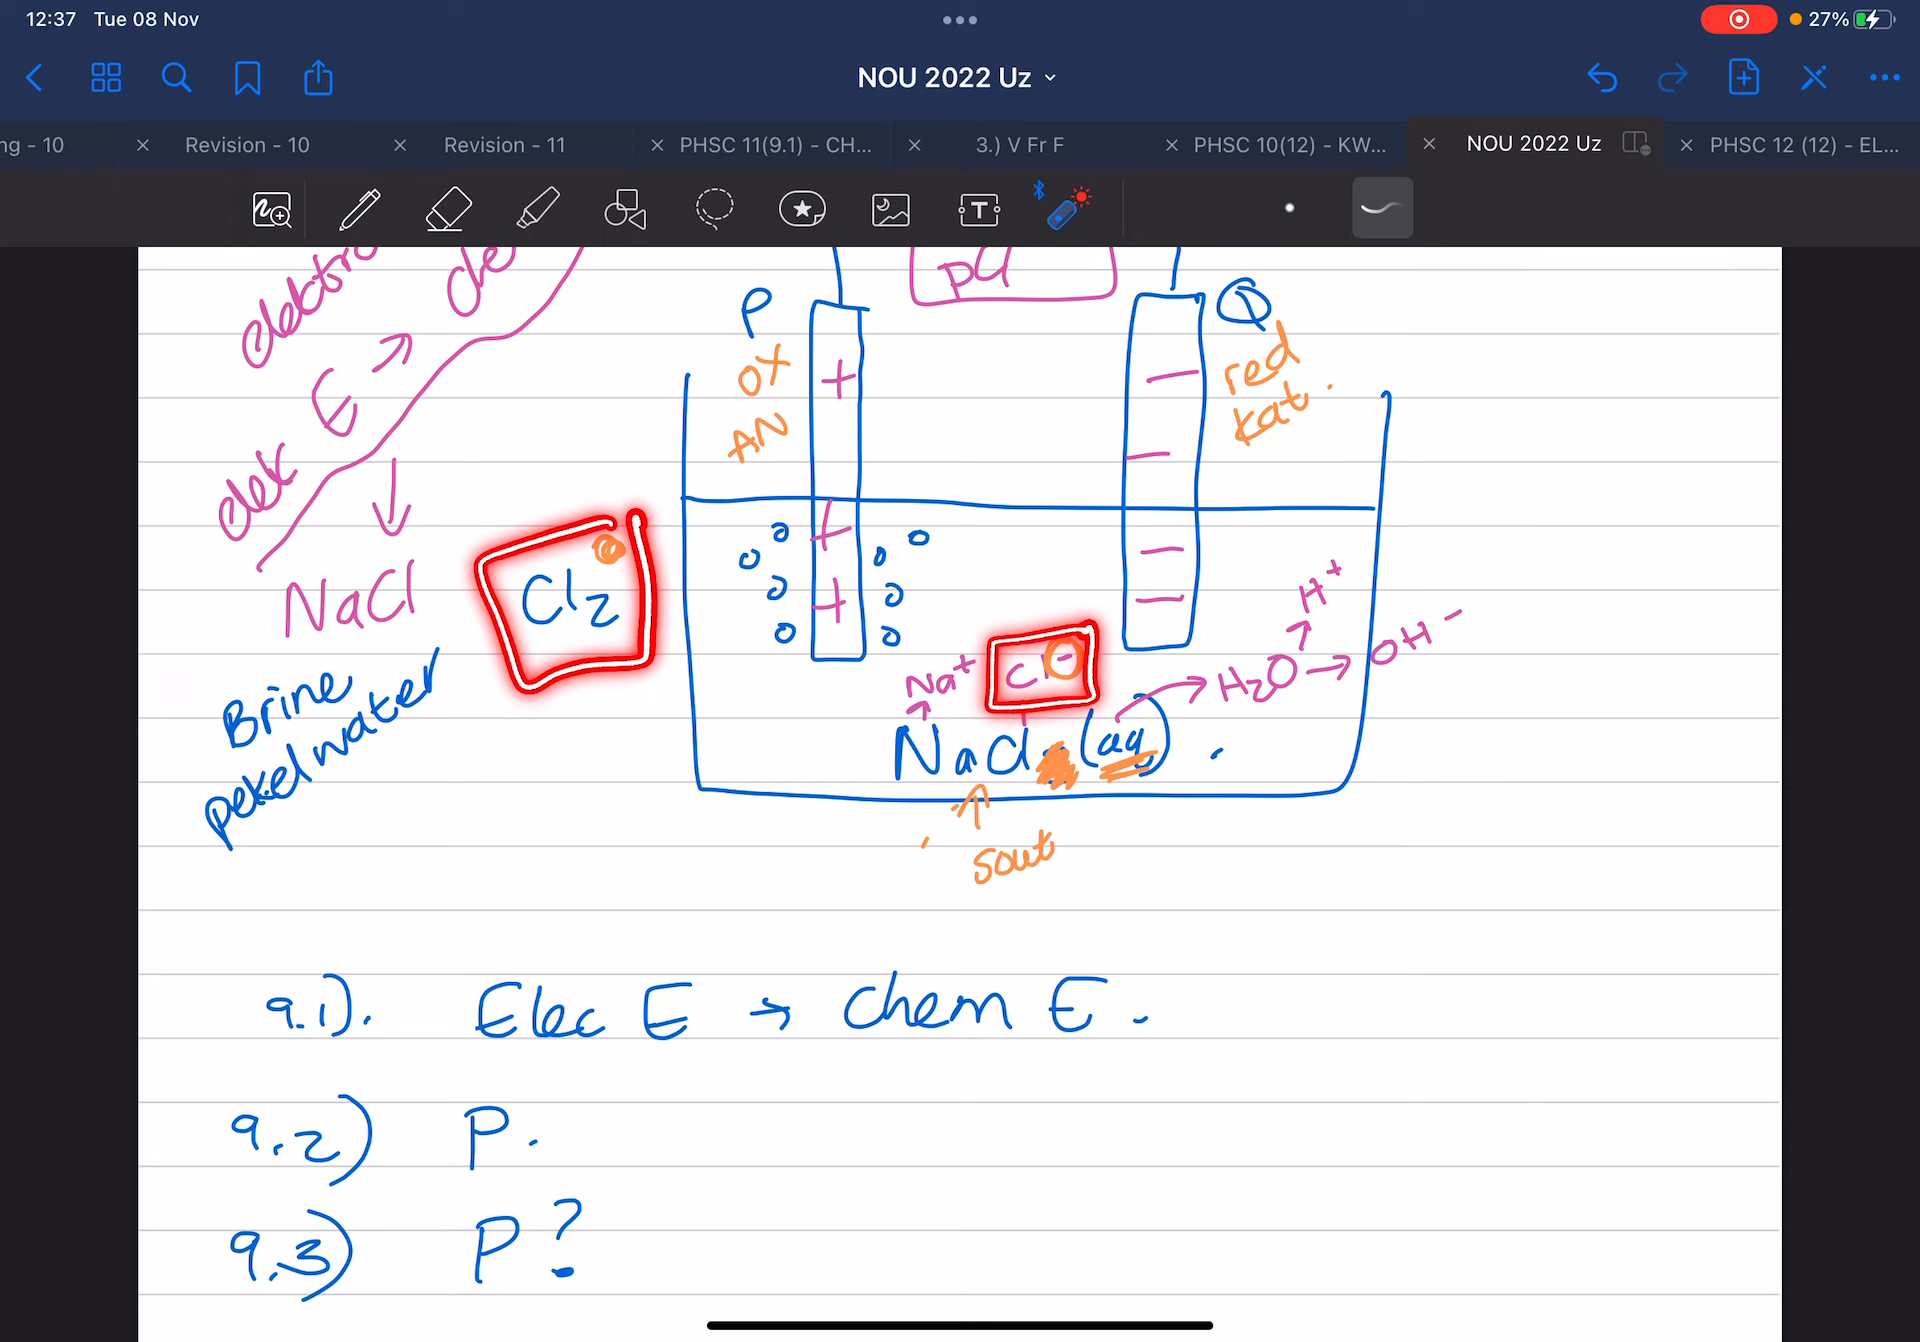 12:37 Tue 08 Nov
27%
NOU 2022 Uz
ng - 10
Revision - 10
Revision - 11
PHSC 11(9.1) - CH...
3.) V Fr F
PHSC 10(12) - KW...
NOU 2022 Uz
PHSC 12 (12) - EL...
T
elektro
che
elek E →
P
Q
OX
AN
+
red
kat.
+
+
NaCl
Cl2
Brine
pekelwater
Na+ Cl-
H2O → OH-
H+
NaCl (aq).
sout
9.1). Elec E → Chem E.
9.2) P.
9.3) P?